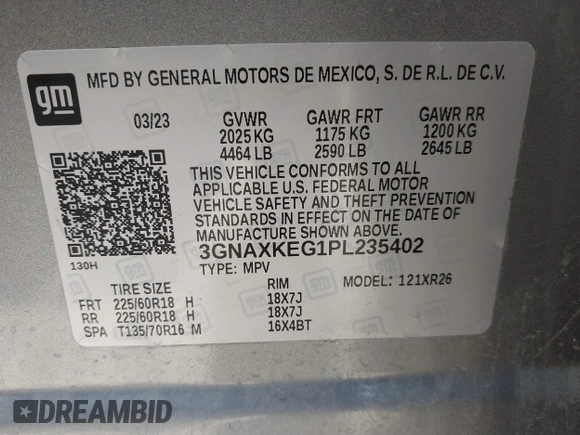 gm
MFD BY GENERAL MOTORS DE MEXICO, S. DE R.L. DE C.V.
03/23 GVWR GAWR FRT GAWR RR
2025 KG 1175 KG 1200 KG
4464 LB 2590 LB 2645 LB
THIS VEHICLE CONFORMS TO ALL
APPLICABLE U.S. FEDERAL MOTOR
VEHICLE SAFETY AND THEFT PREVENTION
STANDARDS IN EFFECT ON THE DATE OF
MANUFACTURE SHOWN ABOVE.
3GNAXKEG1PL235402
130H
TYPE: MPV
MODEL: 121XR26
TIRE SIZE RIM
FRT 225/60R18 H 18X7J
RR 225/60R18 H 18X7J
SPA T135/70R16 M 16X4BT
DREAMBID